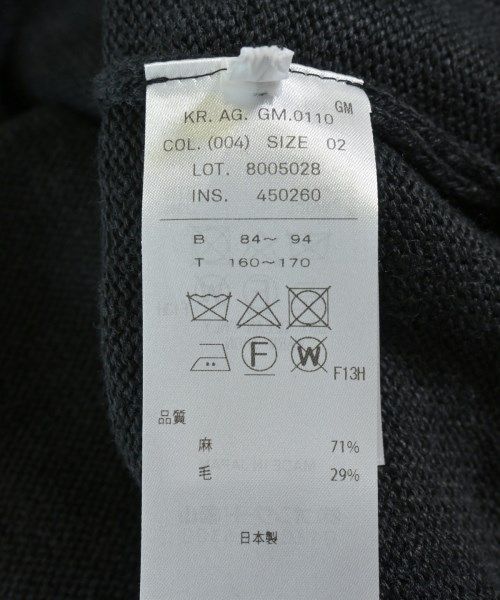 KR. AG. GM.0110 GM
COL. (004) SIZE 02
LOT. 8005028
INS. 450260
B 84～ 94
T 160～170
F W F13H
品質
麻 71%
毛 29%
日本製